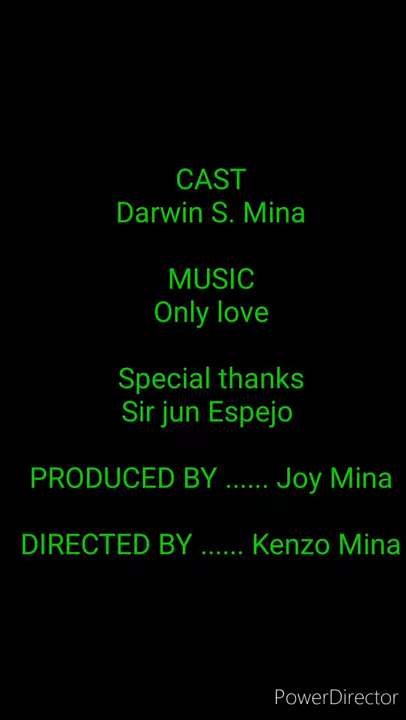 CAST
Darwin S. Mina
MUSIC
Only love
Special thanks
Sir jun Espejo
PRODUCED BY ...... Joy Mina
DIRECTED BY ...... Kenzo Mina
PowerDirector